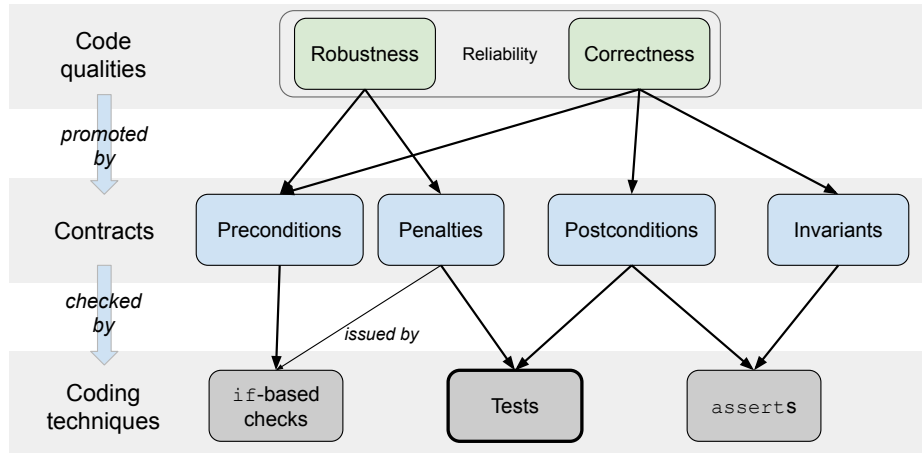 Code
qualities
Robustness
Reliability
Correctness
promoted
by
Contracts
Preconditions
Penalties
Postconditions
Invariants
checked
by
issued by
Coding
techniques
if-based
checks
Tests
asserts